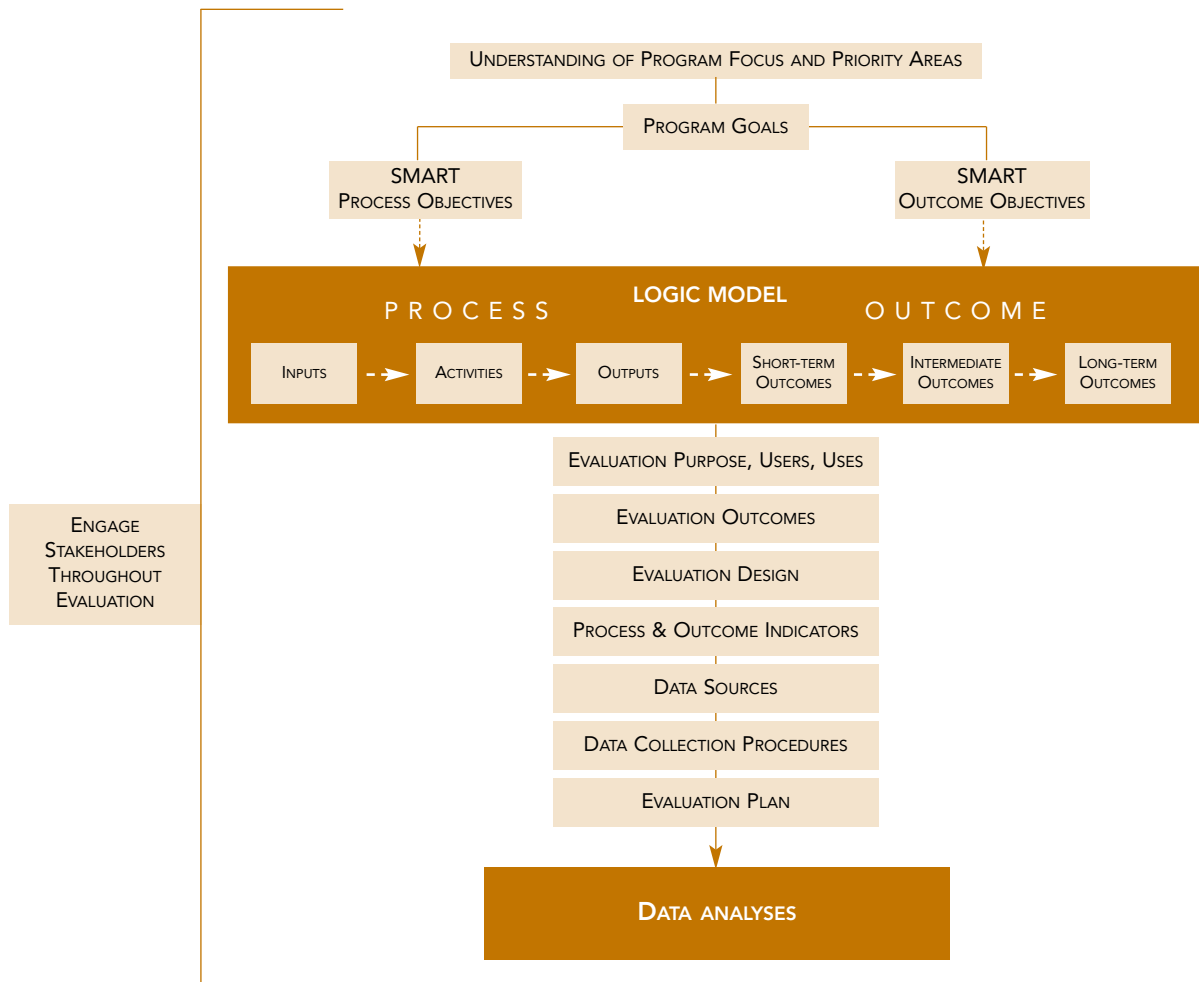 Understanding of Program Focus and Priority Areas
Program Goals
SMART
Process Objectives
SMART
Outcome Objectives
LOGIC MODEL
PROCESS
OUTCOME
Inputs
Activities
Outputs
Short-term
Outcomes
Intermediate
Outcomes
Long-term
Outcomes
Evaluation Purpose, Users, Uses
Evaluation Outcomes
Evaluation Design
Process & Outcome Indicators
Data Sources
Data Collection Procedures
Evaluation Plan
Data analyses
Engage
Stakeholders
Throughout
Evaluation